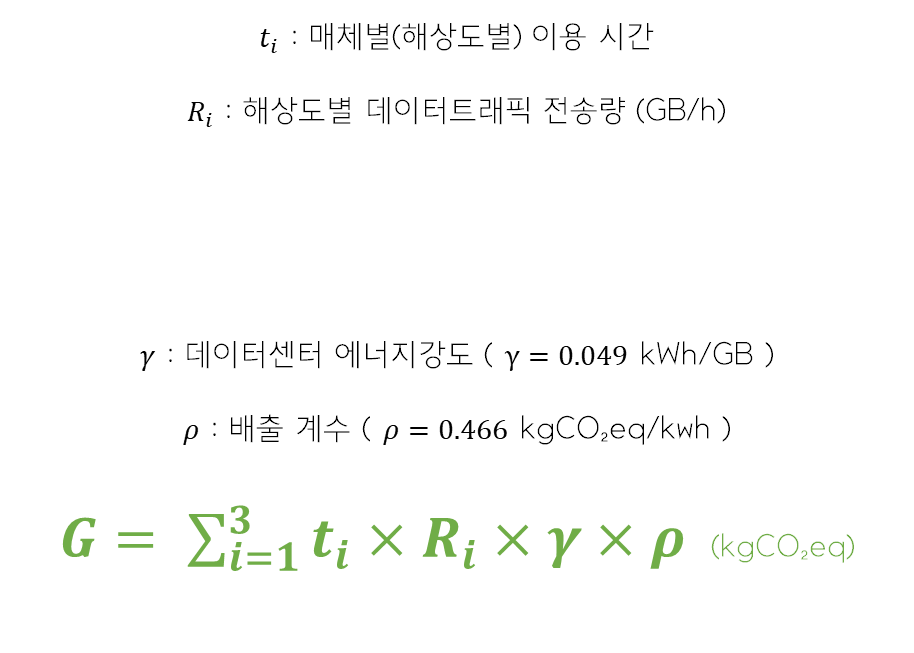 tᵢ : 매체별(해상도별) 이용 시간
Rᵢ : 해상도별 데이터트래픽 전송량 (GB/h)
γ : 데이터센터 에너지강도 ( γ = 0.049 kWh/GB )
ρ : 배출 계수 ( ρ = 0.466 kgCO₂eq/kwh )
G = ∑³ᵢ₌₁ tᵢ × Rᵢ × γ × ρ (kgCO₂eq)